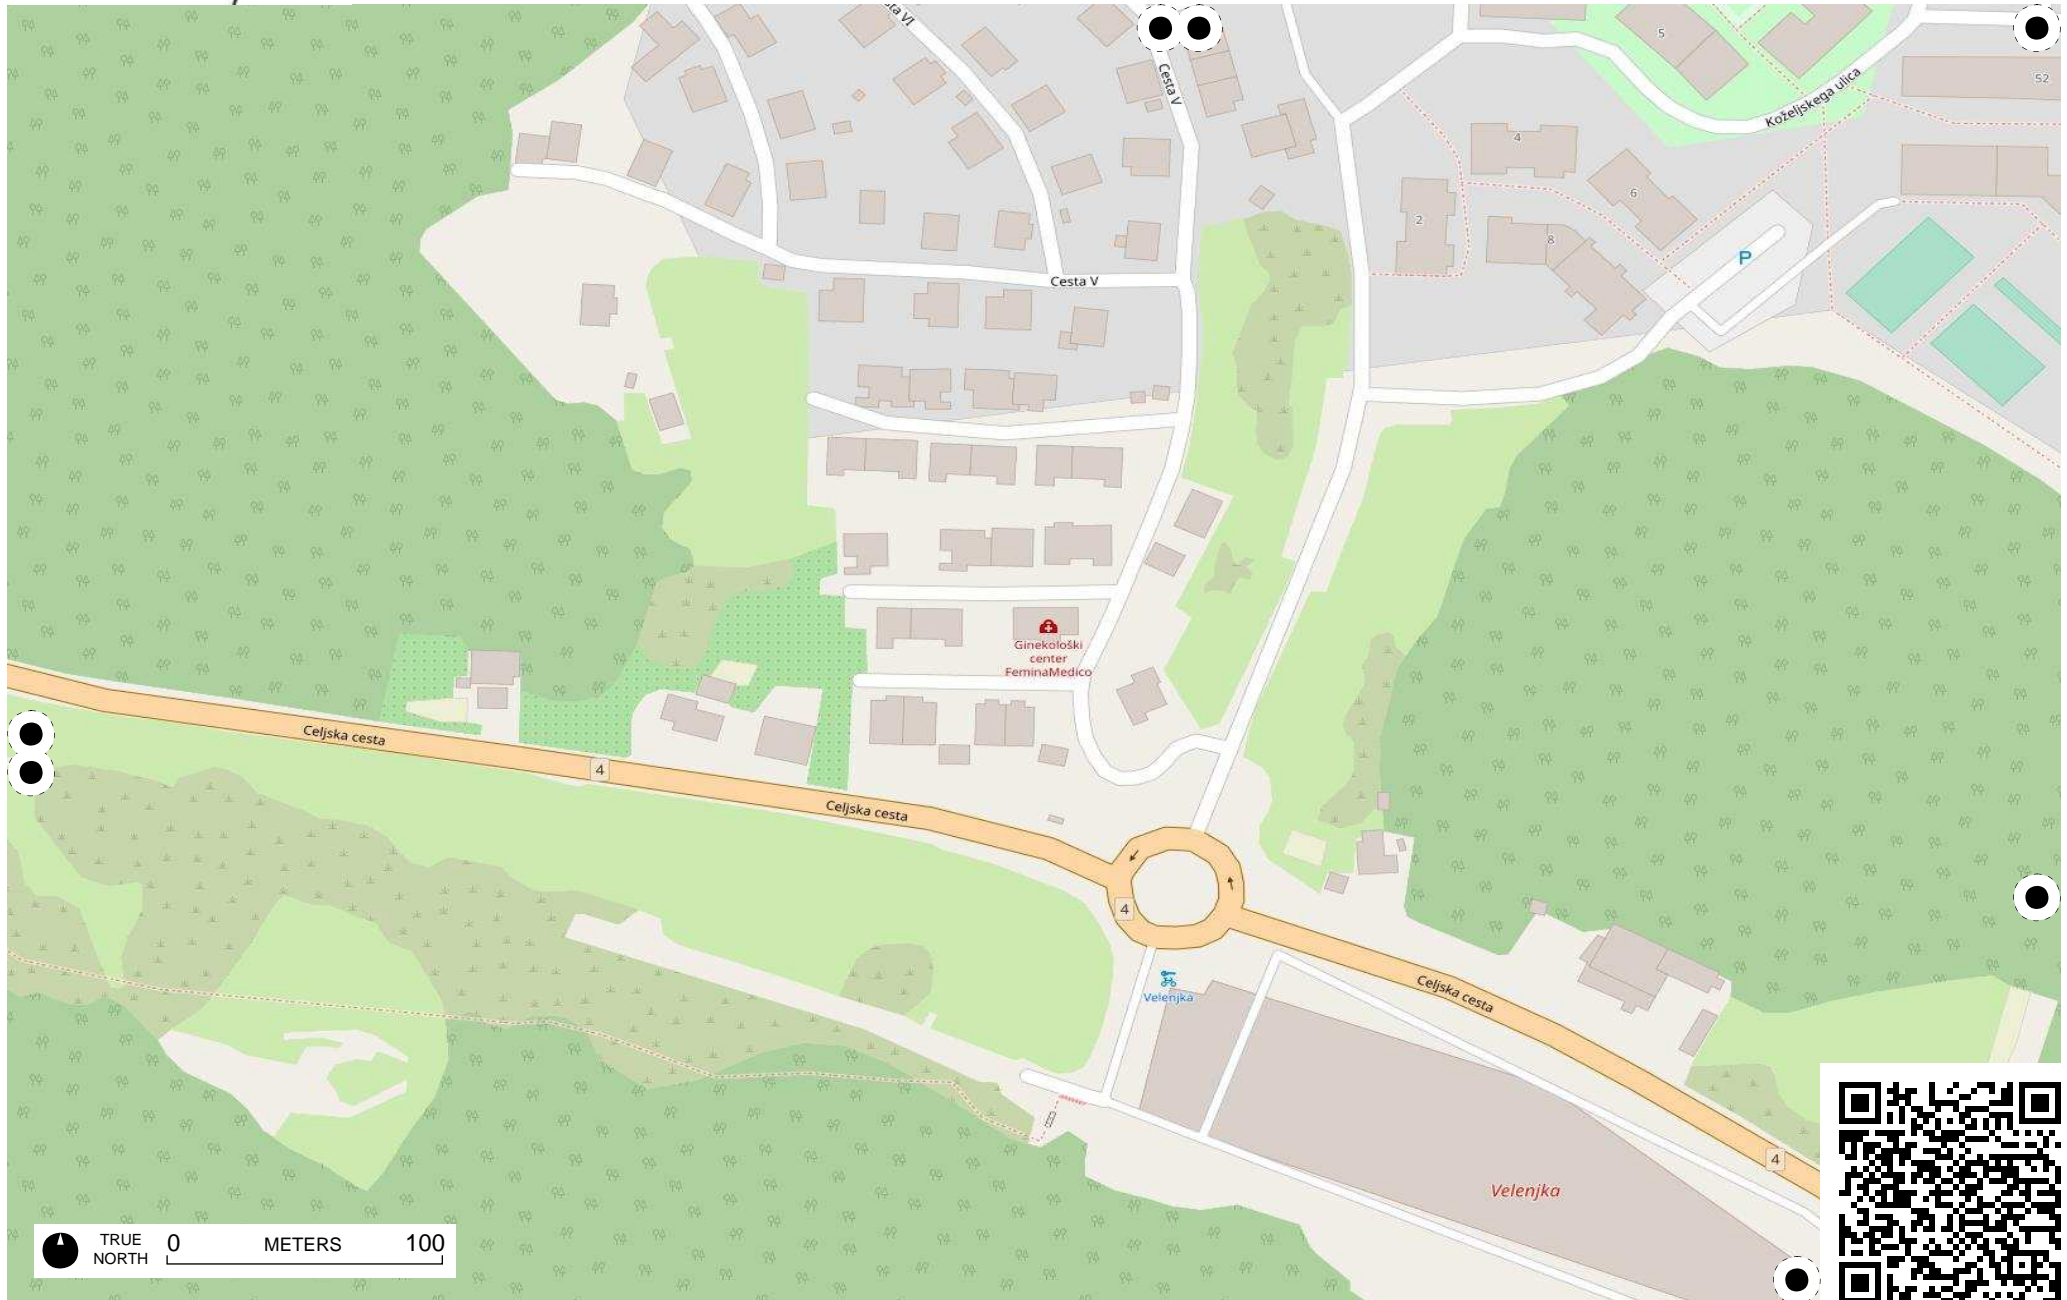 ta VI
5
52
Koželjskega ulica
Cesta V
4
6
2
8
P
Cesta V
Ginekološki
center
FeminaMedico
Celjska cesta
4
Celjska cesta
4
Velenjka
Celjska cesta
4
Velenjka
TRUE
NORTH
0 METERS 100